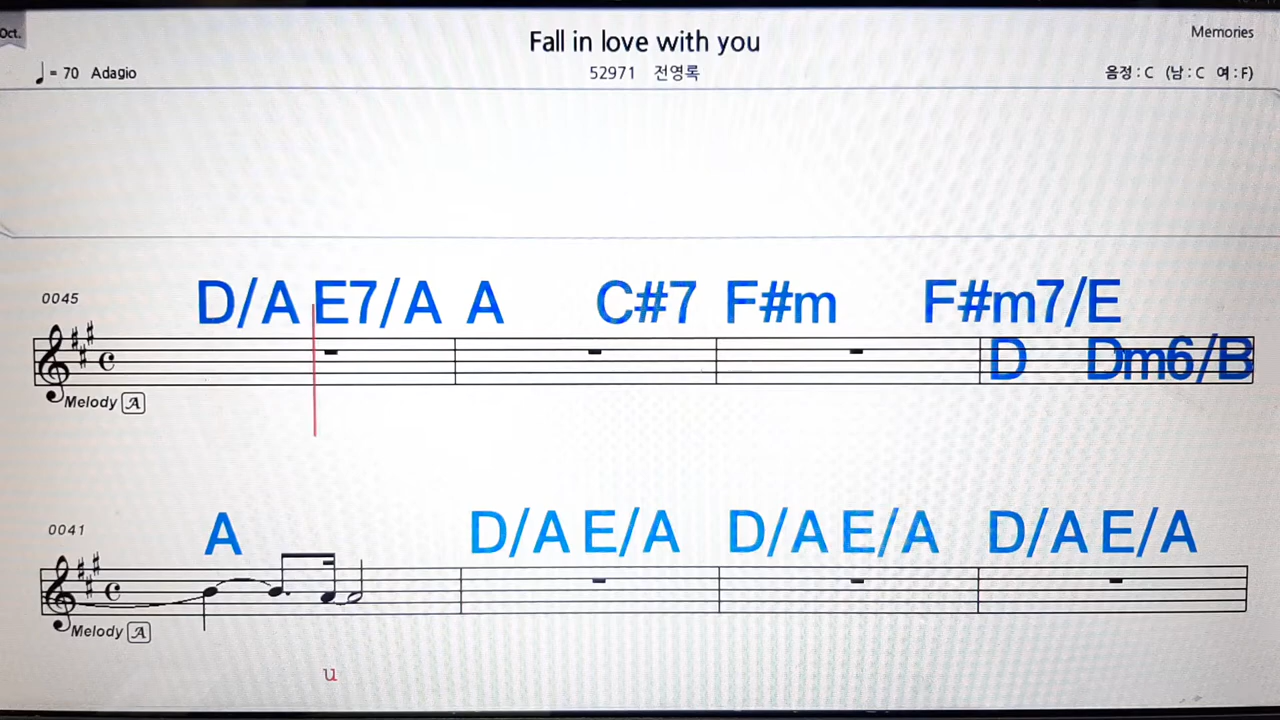 Oct.
Fall in love with you
Memories
♩ = 70 Adagio
52971 전영록
음정 : C (남 : C 여 : F)
0045
D/A E7/A A C#7 F#m F#m7/E
D Dm6/B
Melody A
0041
A D/A E/A D/A E/A D/A E/A
Melody A
u